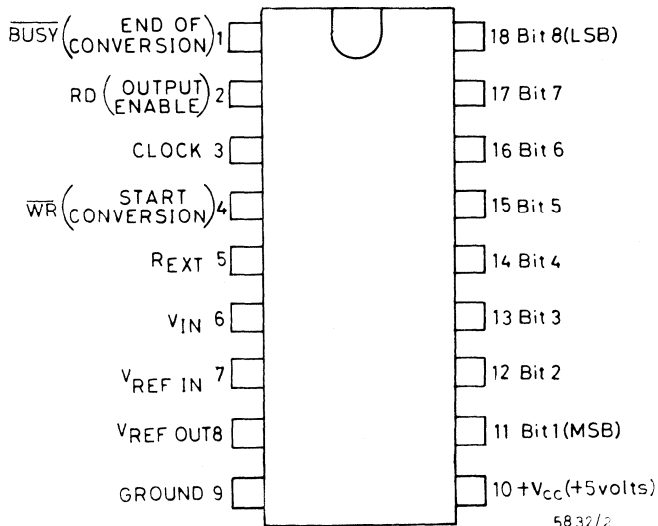 BUSY (END OF CONVERSION) 1
RD (OUTPUT ENABLE) 2
CLOCK 3
WR (START CONVERSION) 4
REXT 5
VIN 6
VREF IN 7
VREF OUT 8
GROUND 9
18 Bit 8(LSB)
17 Bit 7
16 Bit 6
15 Bit 5
14 Bit 4
13 Bit 3
12 Bit 2
11 Bit 1(MSB)
10 +VCC(+5volts)
5832/2